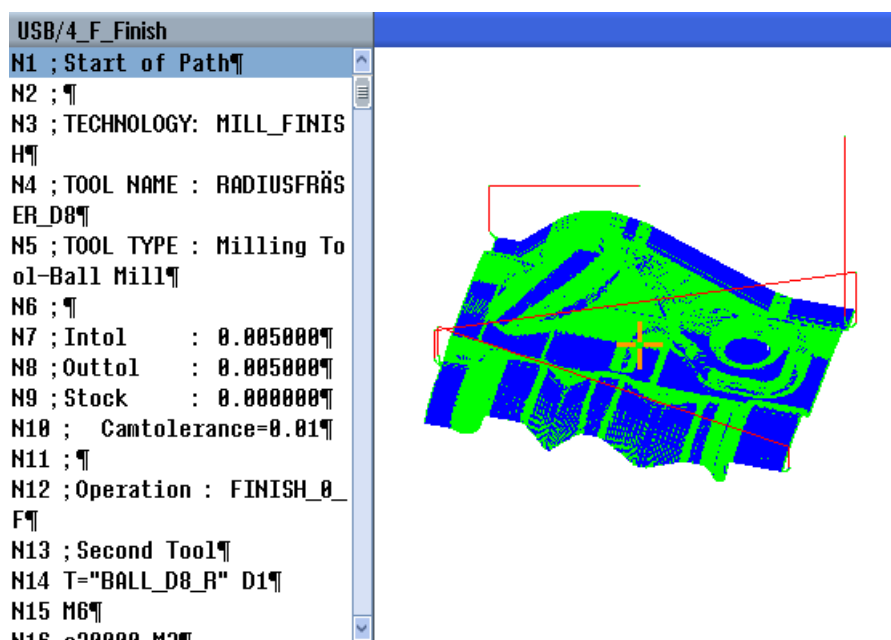 USB/4_F_Finish
N1 ;Start of Path¶
N2 ;¶
N3 ;TECHNOLOGY: MILL_FINIS
H¶
N4 ;TOOL NAME : RADIUSFRÄS
ER_D8¶
N5 ;TOOL TYPE : Milling To
ol-Ball Mill¶
N6 ;¶
N7 ;Intol : 0.005000¶
N8 ;Outtol : 0.005000¶
N9 ;Stock : 0.000000¶
N10 ; Camtolerance=0.01¶
N11 ;¶
N12 ;Operation : FINISH_0_
F¶
N13 ;Second Tool¶
N14 T="BALL_D8_R" D1¶
N15 M6¶